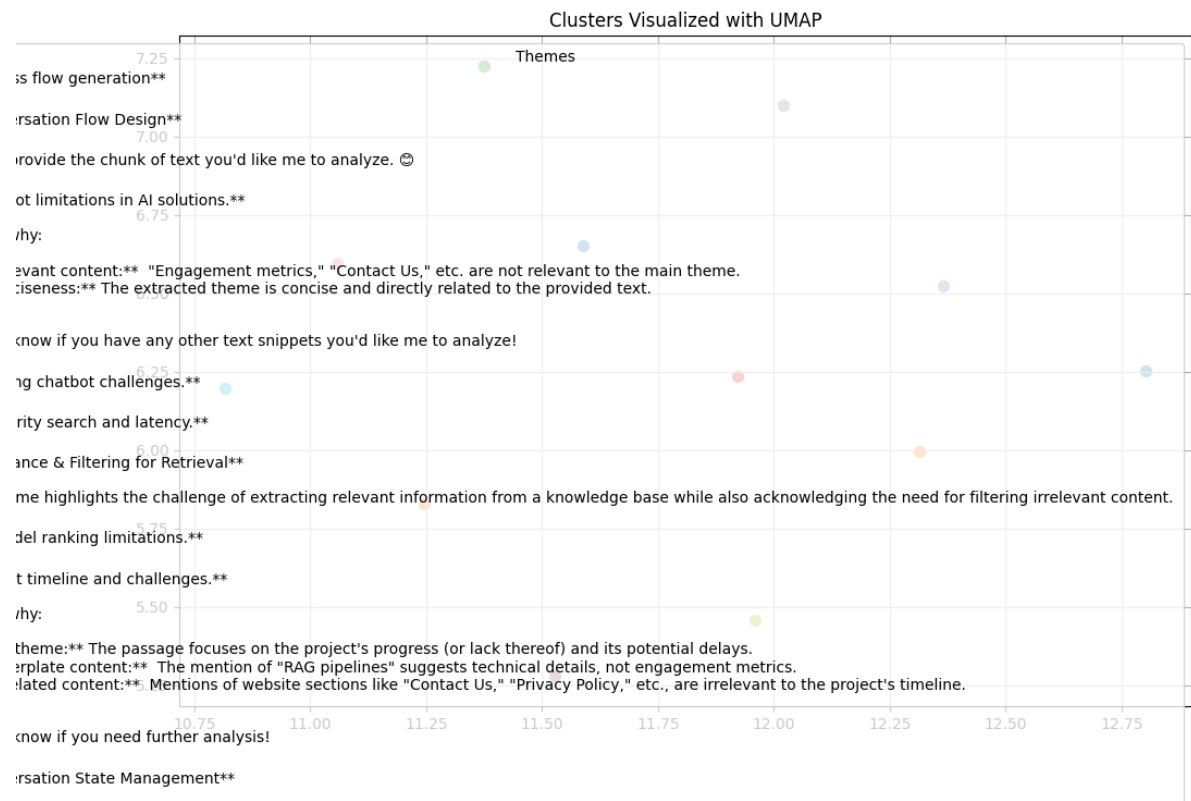 Clusters Visualized with UMAP
Themes
7.25
ss flow generation**
ersation Flow Design**
7.00
provide the chunk of text you'd like me to analyze. 😊
ot limitations in AI solutions.**
6.75
why:
evant content:**  "Engagement metrics," "Contact Us," etc. are not relevant to the main theme.
ciseness:** The extracted theme is concise and directly related to the provided text.
6.50
know if you have any other text snippets you'd like me to analyze!
6.25
ng chatbot challenges.**
rity search and latency.**
6.00
ance & Filtering for Retrieval**
me highlights the challenge of extracting relevant information from a knowledge base while also acknowledging the need for filtering irrelevant content.
5.75
del ranking limitations.**
t timeline and challenges.**
5.50
why:
theme:** The passage focuses on the project's progress (or lack thereof) and its potential delays.
erplate content:**  The mention of "RAG pipelines" suggests technical details, not engagement metrics.
elated content:**  Mentions of website sections like "Contact Us," "Privacy Policy," etc., are irrelevant to the project's timeline.
5.25
10.75 11.00 11.25 11.50 11.75 12.00 12.25 12.50 12.75
know if you need further analysis!
ersation State Management**